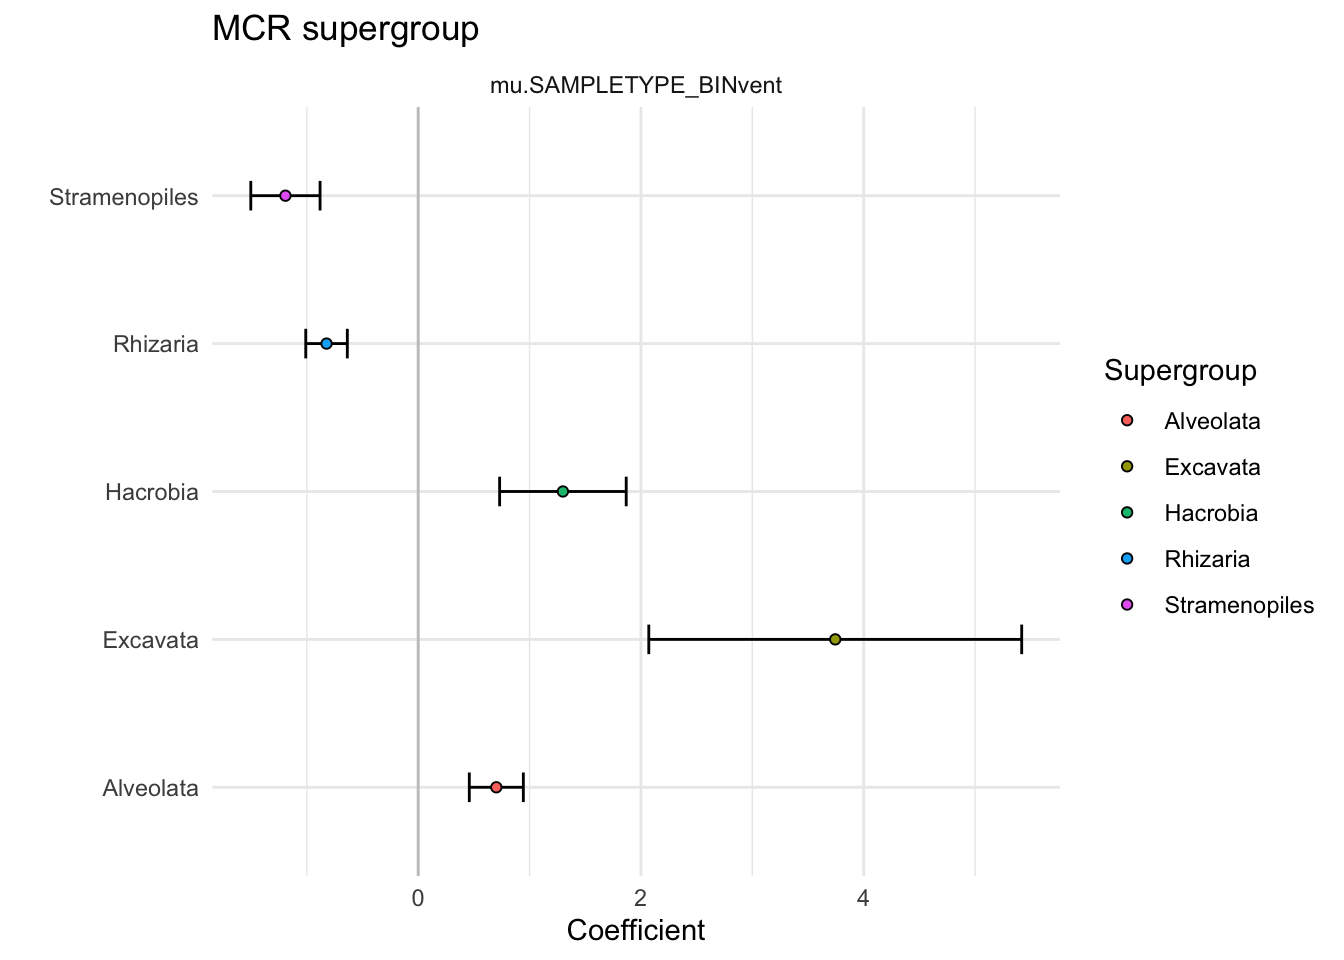 MCR supergroup
mu.SAMPLETYPE_BINvent
Stramenopiles
Rhizaria
Hacrobia
Excavata
Alveolata
0 2 4
Coefficient
Supergroup
Alveolata
Excavata
Hacrobia
Rhizaria
Stramenopiles